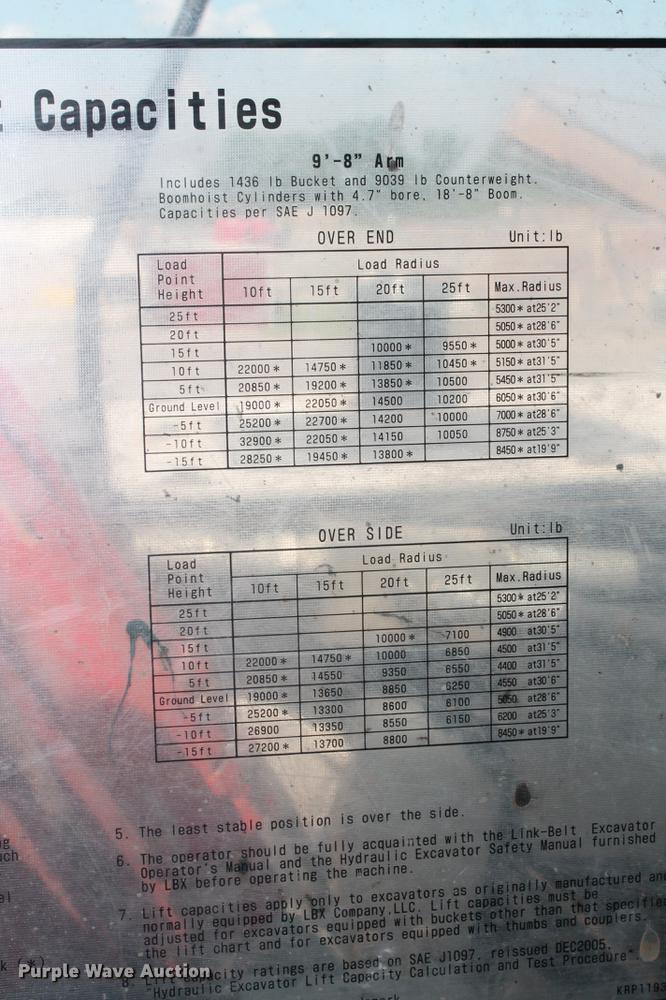 Capacities
9'-8" Arm
Includes 1436 lb Bucket and 9039 lb Counterweight.
Boomhoist Cylinders with 4.7" bore, 18'-8" Boom.
Capacities per SAE J 1097.
OVER END Unit:lb
Load Point Height Load Radius
10ft 15ft 20ft 25ft Max.Radius
25ft 5300* at25'2"
20ft 5050* at28'6"
15ft 10000* 9550* 5000* at30'5"
10ft 22000* 14750* 11850* 10450* 5150* at31'5"
5ft 20850* 19200* 13850* 10500 5450* at31'5"
Ground Level 19000* 22050* 14500 10200 6050* at30'6"
-5ft 25200* 22700* 14200 10000 7000* at28'6"
-10ft 32900* 22050* 14150 10050 8750* at25'3"
-15ft 28250* 19450* 13800* 8450* at19'9"
OVER SIDE Unit:lb
Load Point Height Load Radius
10ft 15ft 20ft 25ft Max.Radius
25ft 5300* at25'2"
20ft 5050* at28'6"
15ft 10000* 7100 4900 at30'5"
10ft 22000* 14750* 10000 6850 4500 at31'5"
5ft 20850* 14550 9350 6550 4400 at31'5"
Ground Level 19000* 13650 8850 6250 4550 at30'6"
-5ft 25200* 13300 8600 6100 5050 at28'6"
-10ft 26900 13350 8550 6150 6200 at25'3"
-15ft 27200* 13700 8800 8450* at19'9"
5. The least stable position is over the side.
6. The operator should be fully acquainted with the Link-Belt Excavator
Operator's Manual and the Hydraulic Excavator Safety Manual furnished
by LBX before operating the machine.
7. Lift capacities apply only to excavators as originally manufactured and
normally equipped by LBX Company,LLC. Lift capacities must be
adjusted for excavators equipped with buckets other than that specified
the lift chart and for excavators equipped with thumbs and couplers.
8. Lift capacity ratings are based on SAE J1097, reissued DEC2005,
"Hydraulic Excavator Lift Capacity Calculation and Test Procedure".
(*)
KRP1193
Purple Wave Auction